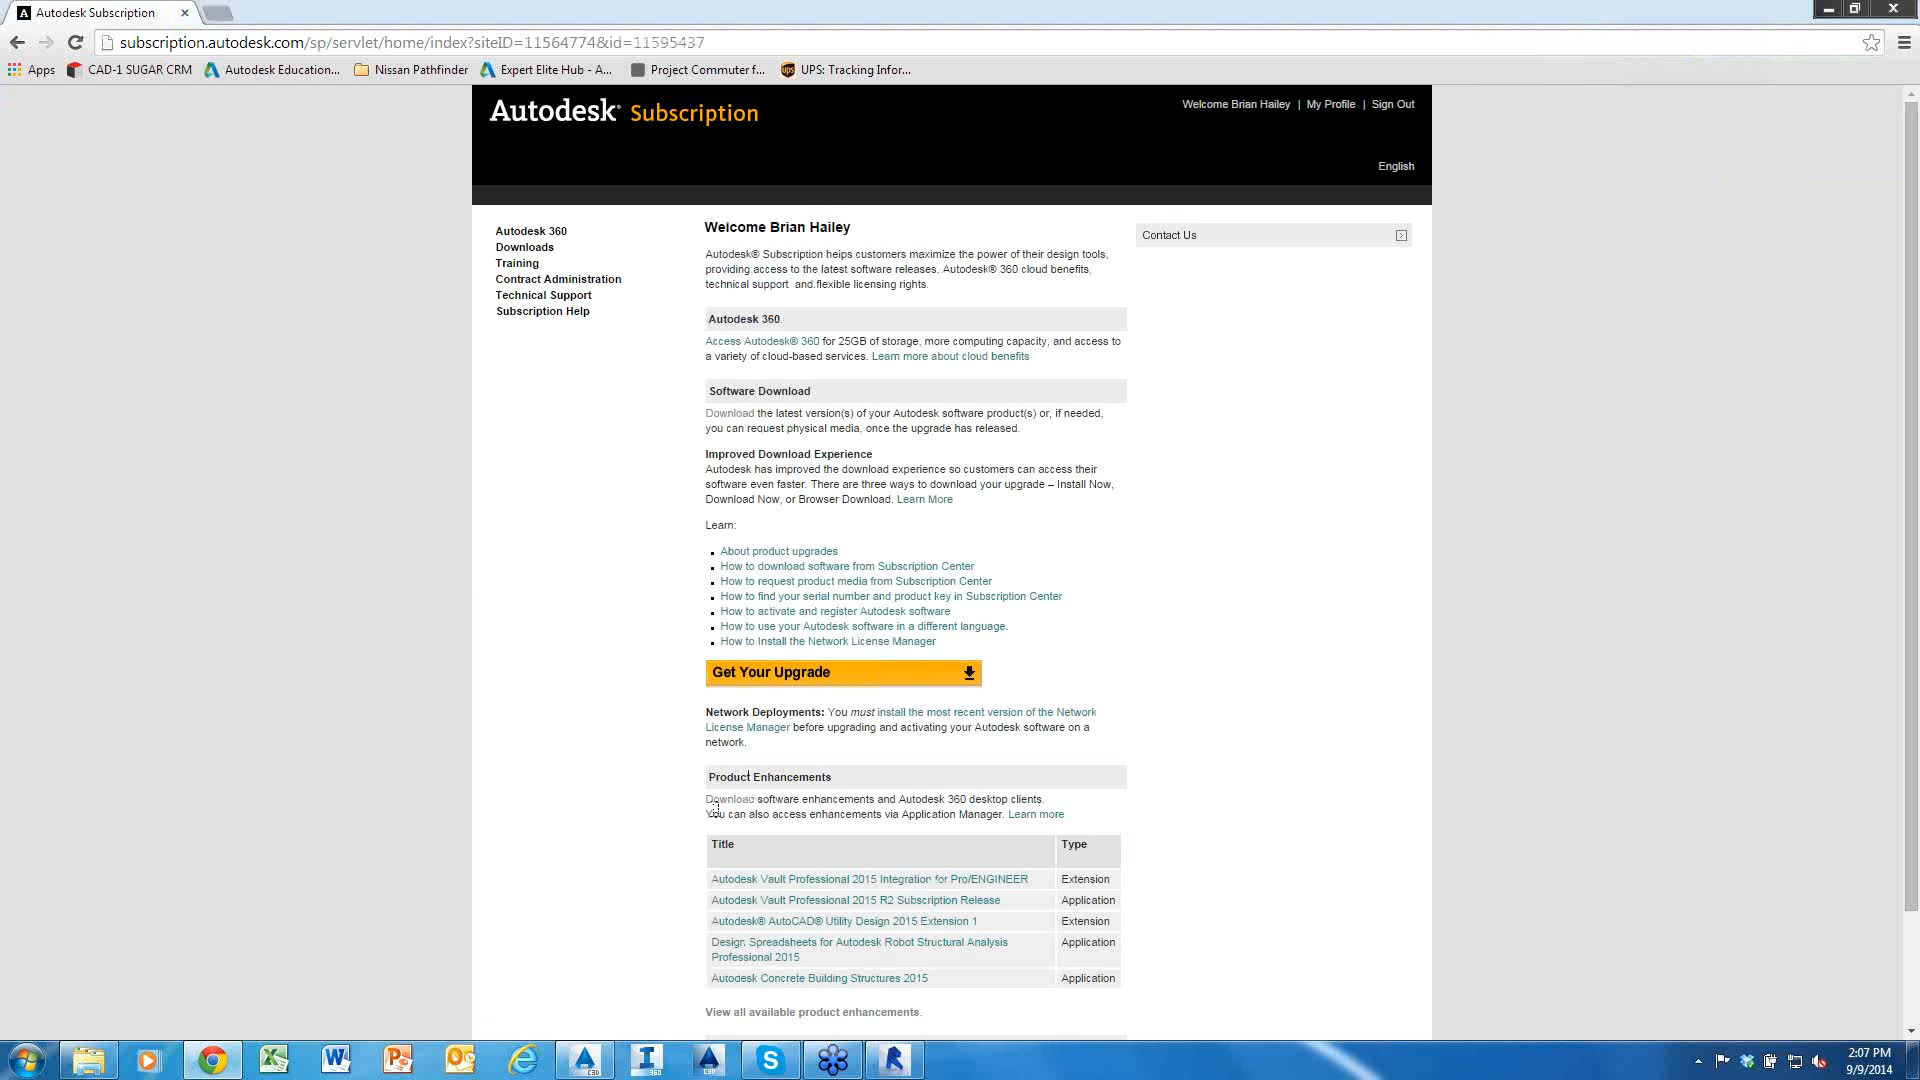 Autodesk Subscription
subscription.autodesk.com/sp/servlet/home/index?siteID=11564774&id=11595437
Apps CAD-1 SUGAR CRM Autodesk Education... Nissan Pathfinder Expert Elite Hub - A... Project Commuter f... UPS: Tracking Infor...
Autodesk® Subscription
Welcome Brian Hailey | My Profile | Sign Out
English
Autodesk 360
Downloads
Training
Contract Administration
Technical Support
Subscription Help
Welcome Brian Hailey
Autodesk® Subscription helps customers maximize the power of their design tools,
providing access to the latest software releases. Autodesk® 360 cloud benefits,
technical support and flexible licensing rights.
Autodesk 360
Access Autodesk® 360 for 25GB of storage, more computing capacity, and access to
a variety of cloud-based services. Learn more about cloud benefits
Software Download
Download the latest version(s) of your Autodesk software product(s) or, if needed,
you can request physical media, once the upgrade has released.
Improved Download Experience
Autodesk has improved the download experience so customers can access their
software even faster. There are three ways to download your upgrade – Install Now,
Download Now, or Browser Download. Learn More
Learn:
About product upgrades
How to download software from Subscription Center
How to request product media from Subscription Center
How to find your serial number and product key in Subscription Center
How to activate and register Autodesk software
How to use your Autodesk software in a different language.
How to Install the Network License Manager
Get Your Upgrade
Network Deployments: You must install the most recent version of the Network
License Manager before upgrading and activating your Autodesk software on a
network.
Product Enhancements
Download software enhancements and Autodesk 360 desktop clients.
You can also access enhancements via Application Manager. Learn more
Title Type
Autodesk Vault Professional 2015 Integration for Pro/ENGINEER Extension
Autodesk Vault Professional 2015 R2 Subscription Release Application
Autodesk® AutoCAD® Utility Design 2015 Extension 1 Extension
Design Spreadsheets for Autodesk Robot Structural Analysis Application
Professional 2015
Autodesk Concrete Building Structures 2015 Application
View all available product enhancements.
Contact Us
C3D
360
C3D
2:07 PM
9/9/2014